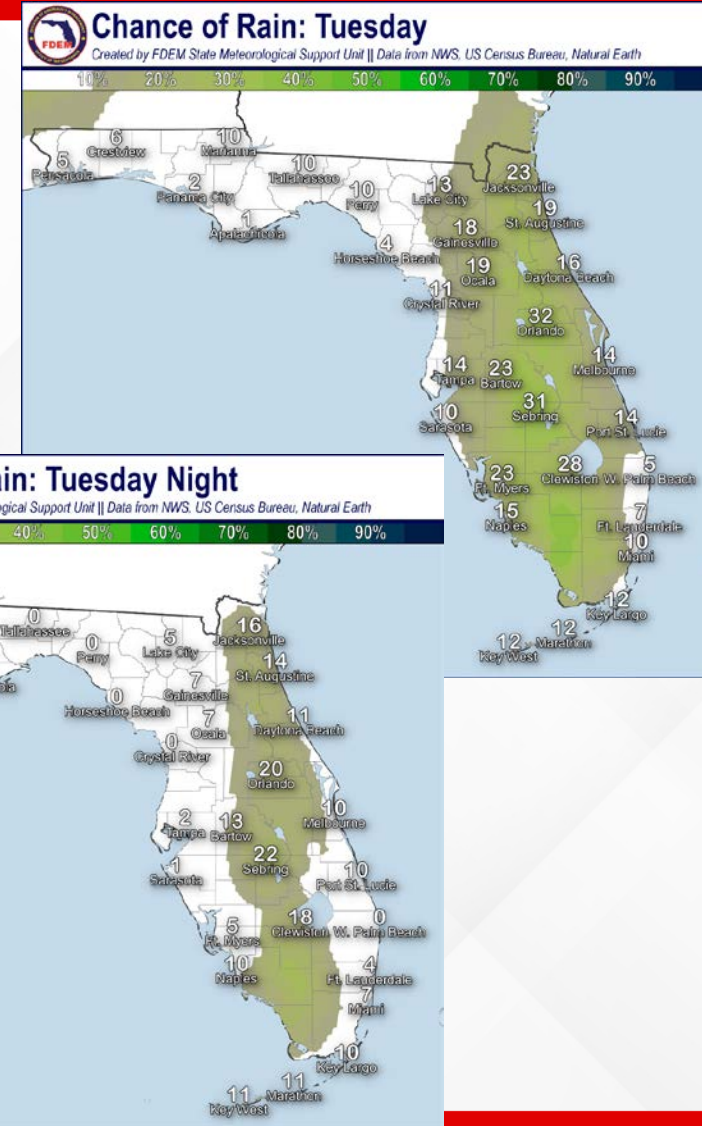 FDEM
Chance of Rain: Tuesday
Created by FDEM State Meteorological Support Unit || Data from NWS, US Census Bureau, Natural Earth
10% 20% 30% 40% 50% 60% 70% 80% 90%
6
Crestview
10
Marianna
5
Pensacola
2
Panama City
10
Tallahassee
1
Apalachicola
10
Perry
13
Lake City
23
Jacksonville
19
St. Augustine
18
Gainesville
4
Horseshoe Beach
19
Ocala
16
Daytona Beach
11
Crystal River
32
Orlando
14
Tampa
23
Bartow
14
Melbourne
31
Sebring
10
Sarasota
14
Port St. Lucie
23
Ft. Myers
28
Clewiston
5
W. Palm Beach
15
Naples
7
Ft. Lauderdale
10
Miami
12
Key Largo
12
Marathon
12
Key West
ain: Tuesday Night
ogical Support Unit || Data from NWS, US Census Bureau, Natural Earth
40% 50% 60% 70% 80% 90%
0
Tallahassee
0
Perry
5
Lake City
16
Jacksonville
14
St. Augustine
ola
7
Gainesville
0
Horseshoe Beach
7
Ocala
11
Daytona Beach
0
Crystal River
20
Orlando
2
Tampa
13
Bartow
10
Melbourne
22
Sebring
1
Sarasota
10
Port St. Lucie
5
Ft. Myers
18
Clewiston
0
W. Palm Beach
10
Naples
4
Ft. Lauderdale
7
Miami
10
Key Largo
11
Marathon
11
Key West